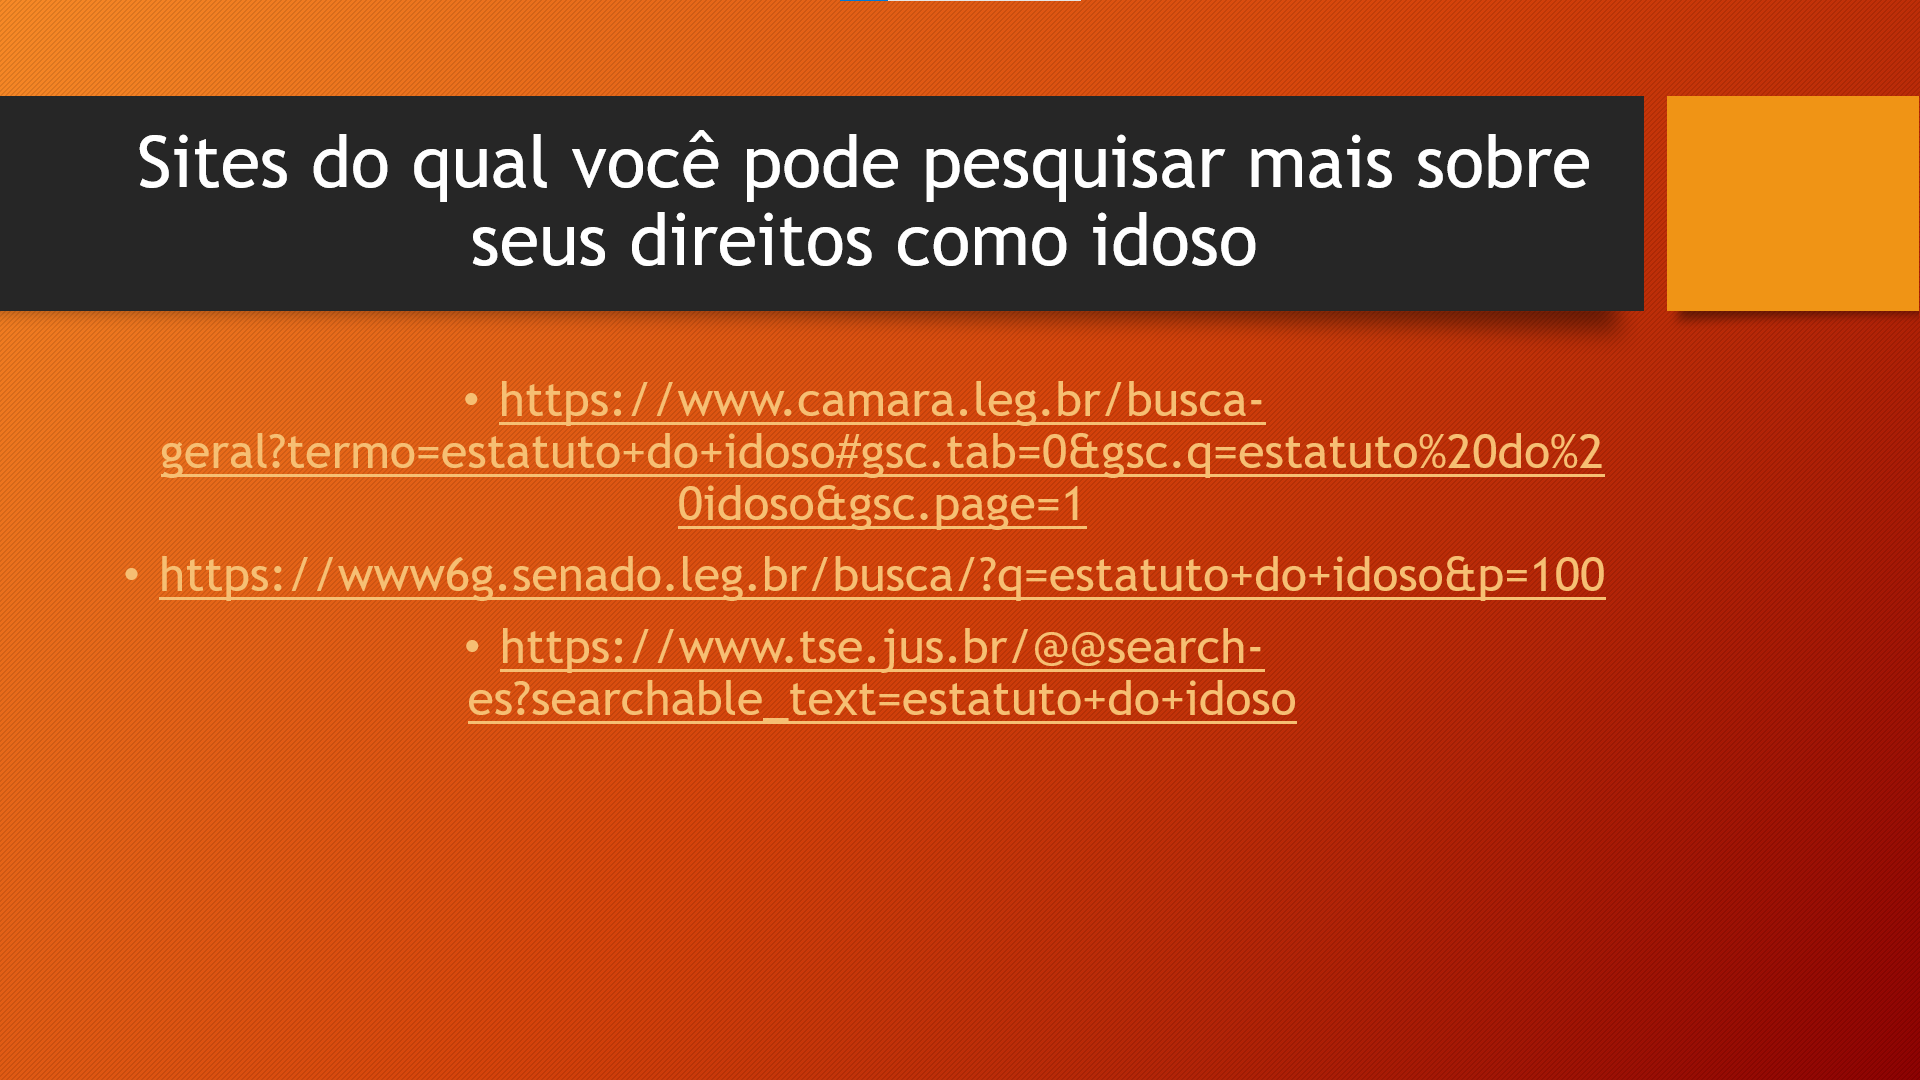 Sites do qual você pode pesquisar mais sobre
seus direitos como idoso
• https://www.camara.leg.br/busca-
geral?termo=estatuto+do+idoso#gsc.tab=0&gsc.q=estatuto%20do%2
0idoso&gsc.page=1
• https://www6g.senado.leg.br/busca/?q=estatuto+do+idoso&p=100
• https://www.tse.jus.br/@@search-
es?searchable_text=estatuto+do+idoso